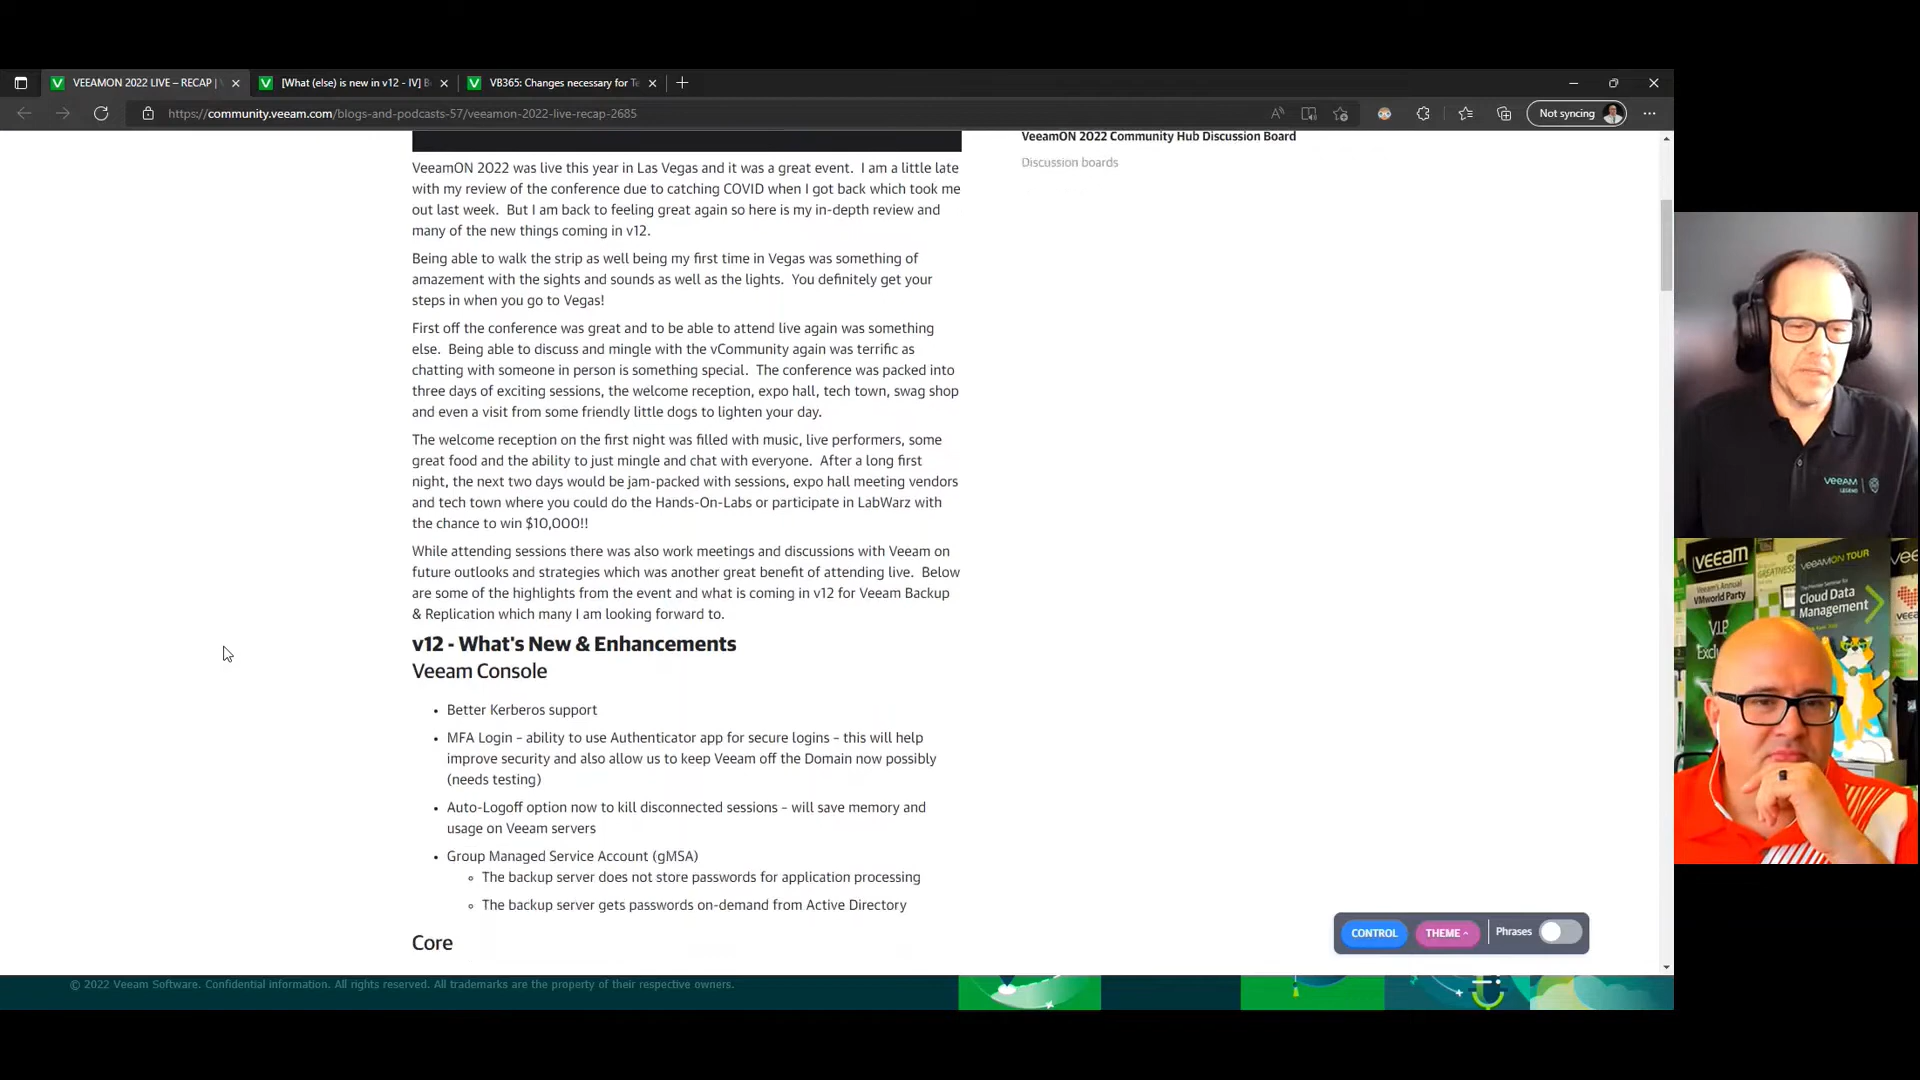 VEEAMON 2022 LIVE – RECAP |
[What (else) is new in v12 - IV] B
VB365: Changes necessary for Te
https://community.veeam.com/blogs-and-podcasts-57/veeamon-2022-live-recap-2685
Not syncing
VeeamON 2022 Community Hub Discussion Board
Discussion boards
VeeamON 2022 was live this year in Las Vegas and it was a great event. I am a little late
with my review of the conference due to catching COVID when I got back which took me
out last week. But I am back to feeling great again so here is my in-depth review and
many of the new things coming in v12.
Being able to walk the strip as well being my first time in Vegas was something of
amazement with the sights and sounds as well as the lights. You definitely get your
steps in when you go to Vegas!
First off the conference was great and to be able to attend live again was something
else. Being able to discuss and mingle with the vCommunity again was terrific as
chatting with someone in person is something special. The conference was packed into
three days of exciting sessions, the welcome reception, expo hall, tech town, swag shop
and even a visit from some friendly little dogs to lighten your day.
The welcome reception on the first night was filled with music, live performers, some
great food and the ability to just mingle and chat with everyone. After a long first
night, the next two days would be jam-packed with sessions, expo hall meeting vendors
and tech town where you could do the Hands-On-Labs or participate in LabWarz with
the chance to win $10,000!!
While attending sessions there was also work meetings and discussions with Veeam on
future outlooks and strategies which was another great benefit of attending live. Below
are some of the highlights from the event and what is coming in v12 for Veeam Backup
& Replication which many I am looking forward to.
v12 - What's New & Enhancements
Veeam Console
• Better Kerberos support
• MFA Login – ability to use Authenticator app for secure logins – this will help
improve security and also allow us to keep Veeam off the Domain now possibly
(needs testing)
• Auto-Logoff option now to kill disconnected sessions – will save memory and
usage on Veeam servers
• Group Managed Service Account (gMSA)
◦ The backup server does not store passwords for application processing
◦ The backup server gets passwords on-demand from Active Directory
Core
CONTROL
THEME
Phrases
© 2022 Veeam Software. Confidential information. All rights reserved. All trademarks are the property of their respective owners.
veeam
LEGEND
veeam
Veeam's Annual
VMworld Party
V.I.P
Exclu
VEEAMON TOUR
Cloud Data
Management